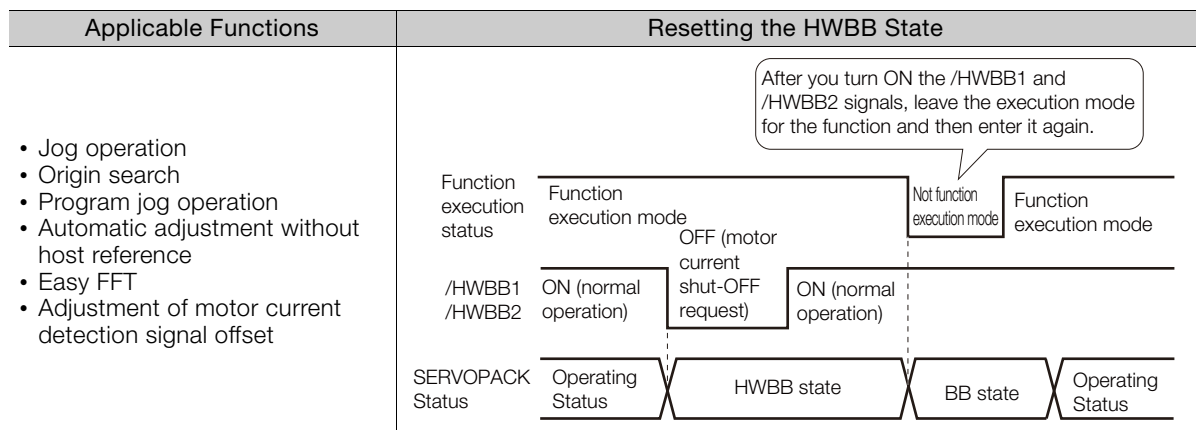 Applicable Functions
Resetting the HWBB State
• Jog operation
• Origin search
• Program jog operation
• Automatic adjustment without
host reference
• Easy FFT
• Adjustment of motor current
detection signal offset
After you turn ON the /HWBB1 and
/HWBB2 signals, leave the execution mode
for the function and then enter it again.
Function
execution
status
Function
execution mode
Not function
execution mode
Function
execution mode
/HWBB1
/HWBB2
ON (normal
operation)
OFF (motor
current
shut-OFF
request)
ON (normal
operation)
SERVOPACK
Status
Operating
Status
HWBB state
BB state
Operating
Status